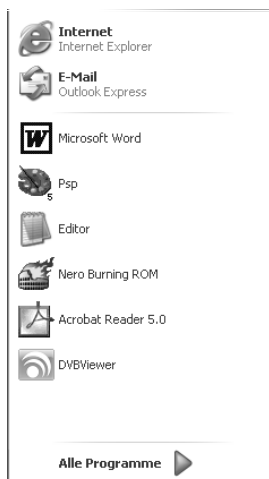 Internet
Internet Explorer
E-Mail
Outlook Express
W
Microsoft Word
5
Psp
Editor
Nero Burning ROM
Acrobat Reader 5.0
DVBViewer
Alle Programme